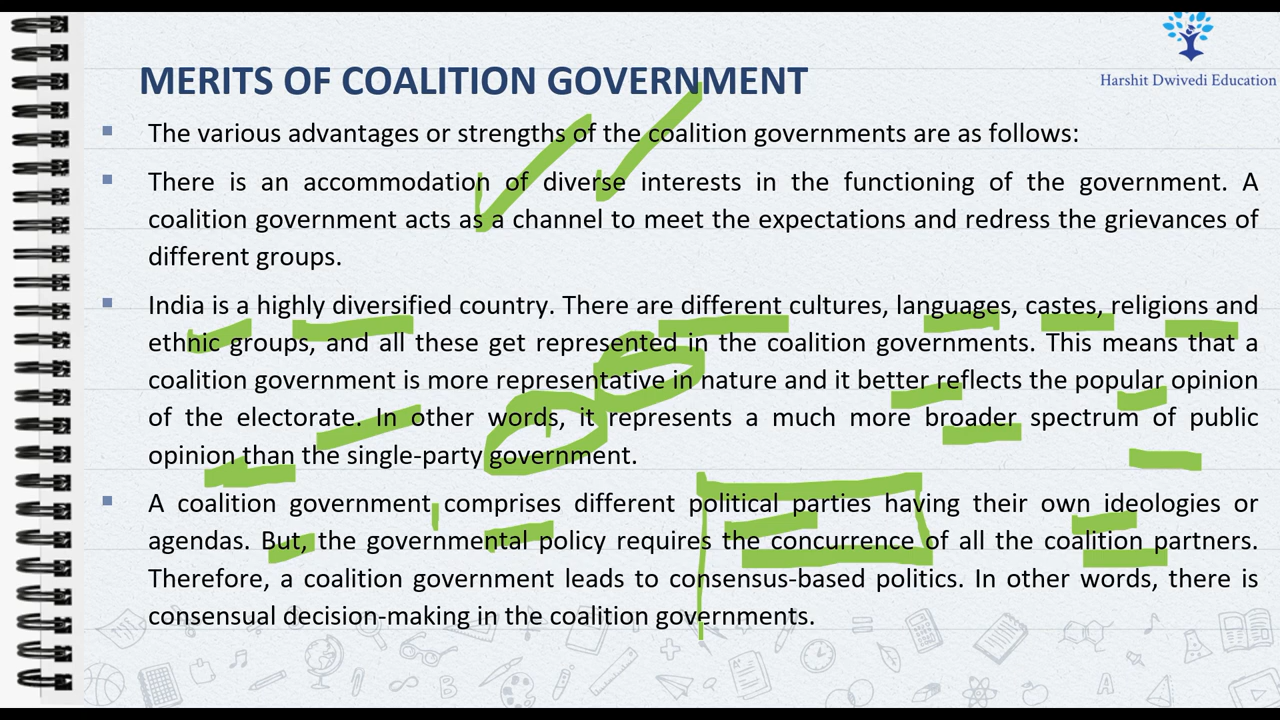 Harshit Dwivedi Education
MERITS OF COALITION GOVERNMENT
The various advantages or strengths of the coalition governments are as follows:
There is an accommodation of diverse interests in the functioning of the government. A
coalition government acts as a channel to meet the expectations and redress the grievances of
different groups.
India is a highly diversified country. There are different cultures, languages, castes, religions and
ethnic groups, and all these get represented in the coalition governments. This means that a
coalition government is more representative in nature and it better reflects the popular opinion
of the electorate. In other words, it represents a much more broader spectrum of public
opinion than the single-party government.
A coalition government comprises different political parties having their own ideologies or
agendas. But, the governmental policy requires the concurrence of all the coalition partners.
Therefore, a coalition government leads to consensus-based politics. In other words, there is
consensual decision-making in the coalition governments.